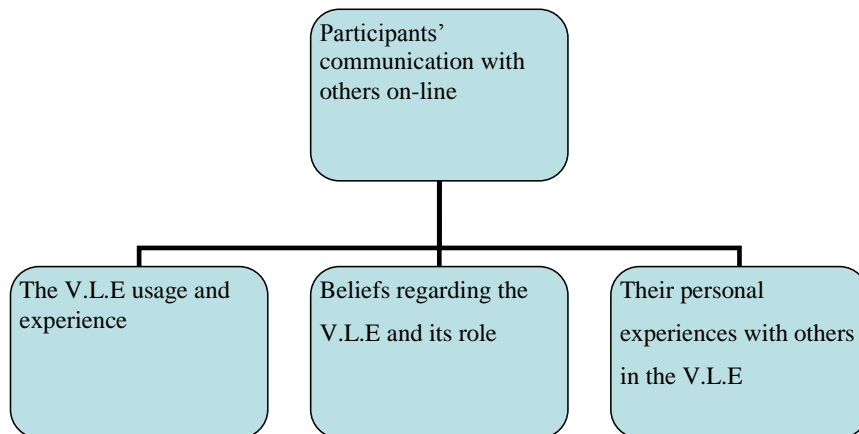 Participants’
communication with
others on-line
The V.L.E usage and
experience
Beliefs regarding the
V.L.E and its role
Their personal
experiences with others
in the V.L.E